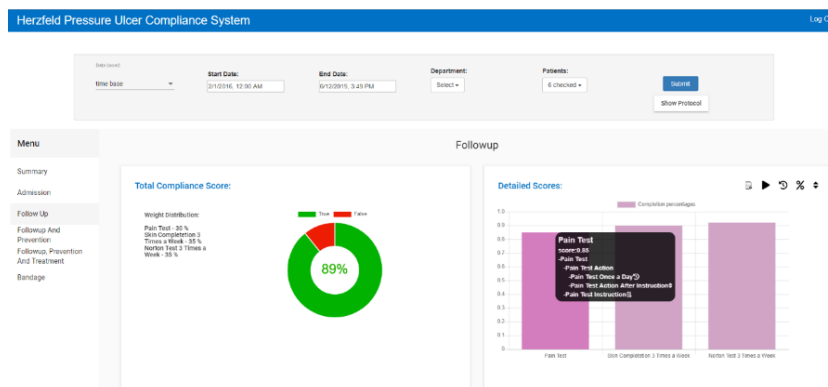 Herzfeld Pressure Ulcer Compliance System
Log O
time base
Start Date:
2/1/2016, 12:00 AM
End Date:
6/12/2019, 3:49 PM
Department:
Select
Patients:
6 checked
Submit
Show Protocol
Menu
Summary
Admission
Follow Up
Followup And
Prevention
Followup, Prevention
And Treatment
Bandage
Followup
Total Compliance Score:
Weight Distribution:
Pain Test - 30 %
Skin Completion 3
Times a Week - 35 %
Norton Test 3 Times a
Week - 35 %
True
False
89%
Detailed Scores:
%
Completion percentages
1.0
0.9
0.8
0.7
0.6
0.5
0.4
0.3
0.2
0.1
0
Pain Test
score:0.85
-Pain Test
-Pain Test Action
-Pain Test Once a Day
-Pain Test Action After Instruction
-Pain Test Instruction
Pain Test
Skin Completion 3 Times a Week
Norton Test 3 Times a Week